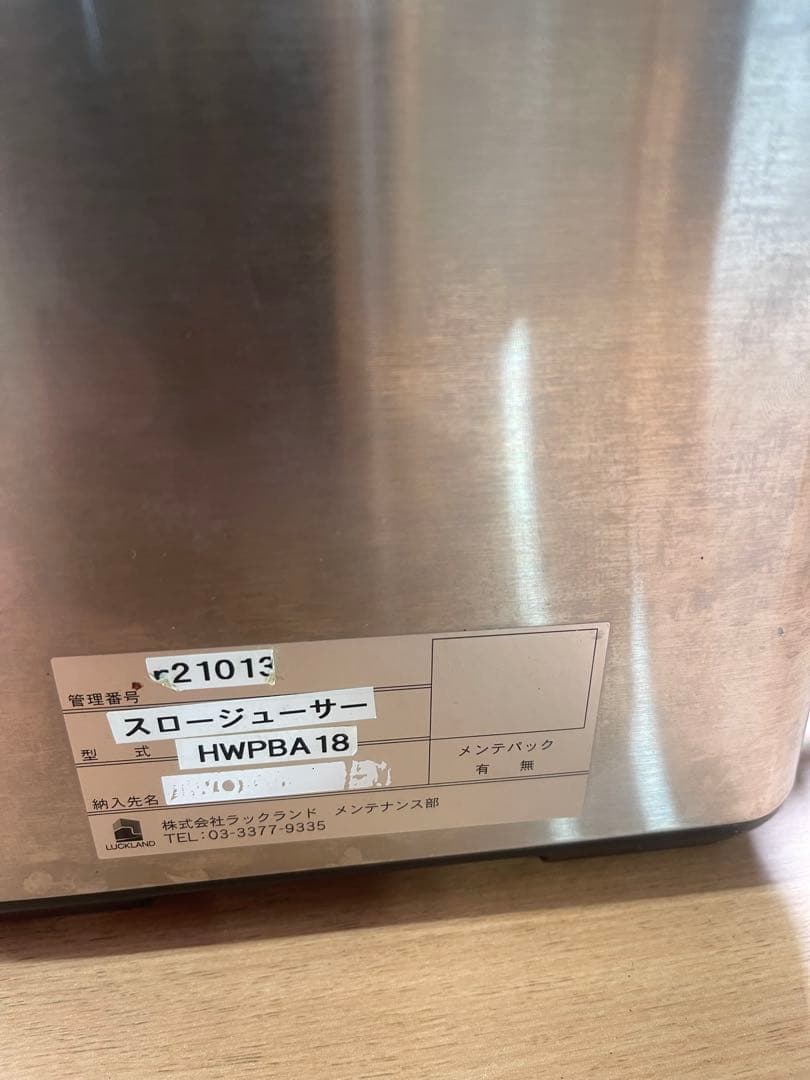 管理番号 r21013
スロージューサー
型 式 HWPBA18
メンテパック
有 無
納入先名
株式会社ラックランド メンテナンス部
TEL:03-3377-9335
LUCKLAND